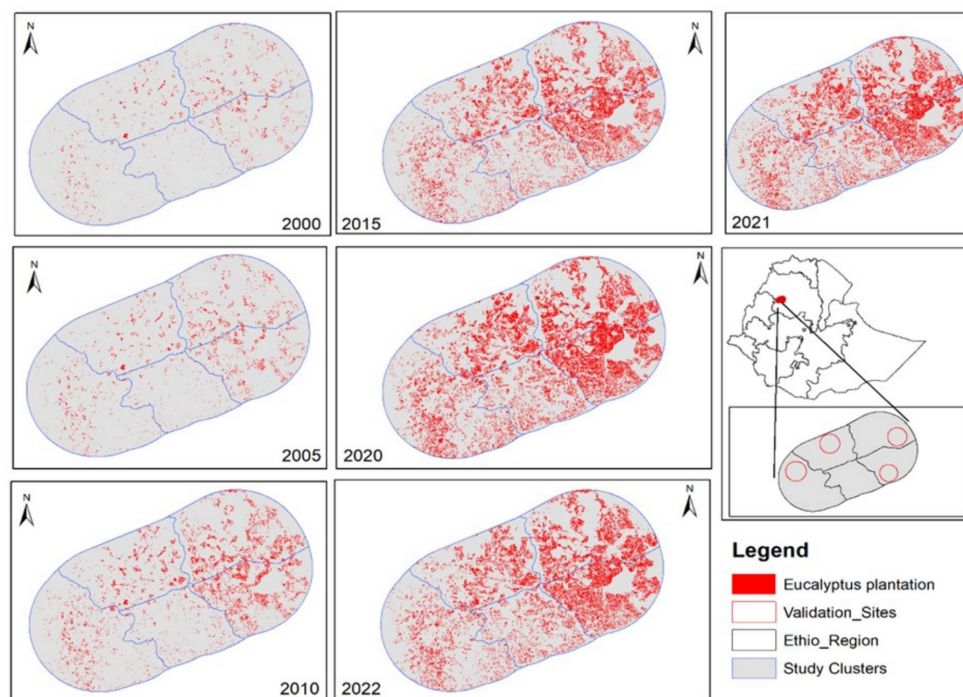 N
2000
N
2015
N
2021
N
2005
N
2020
N
2010
N
2022
Legend
Eucalyptus plantation
Validation_Sites
Ethio_Region
Study Clusters